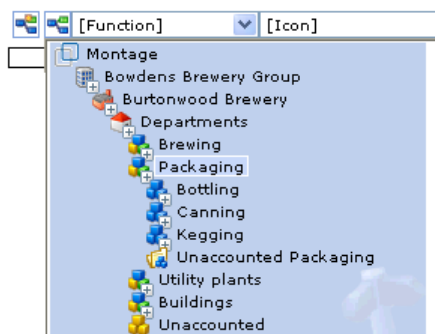 [Function] [Icon]
Montage
Bowdens Brewery Group
Burtonwood Brewery
Departments
Brewing
Packaging
Bottling
Canning
Kegging
Unaccounted Packaging
Utility plants
Buildings
Unaccounted